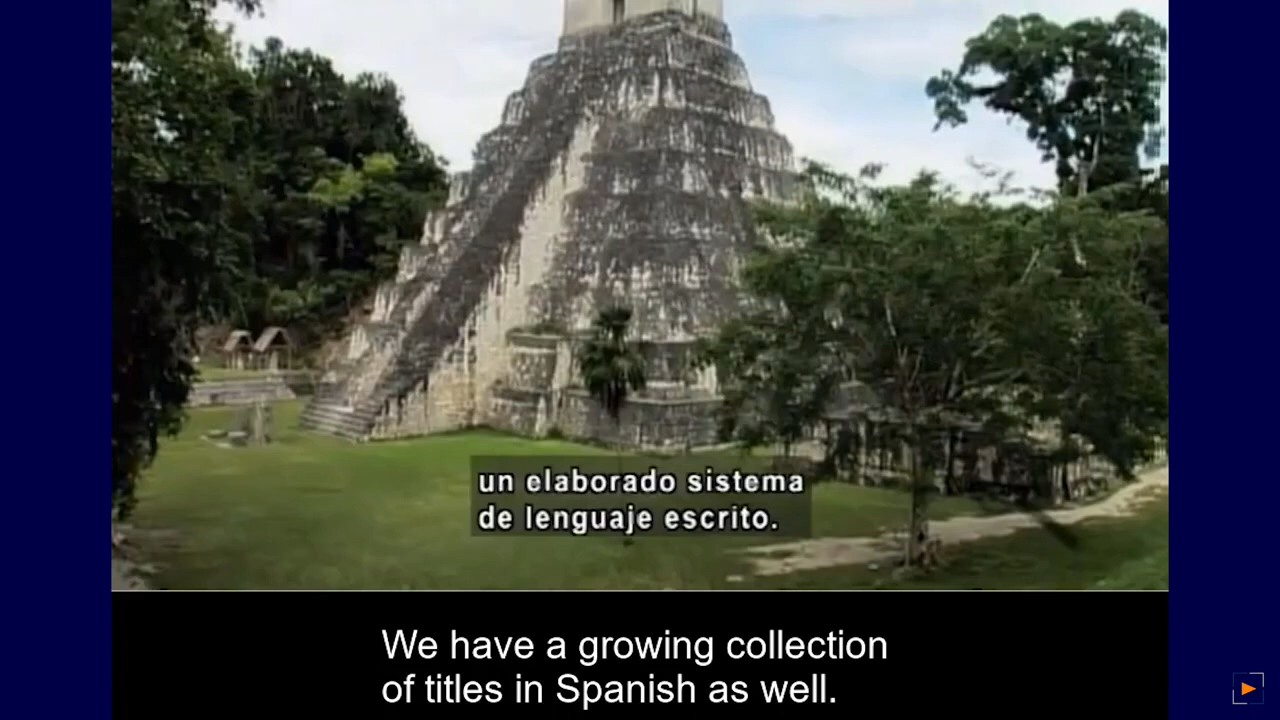 un elaborado sistema
de lenguaje escrito.
We have a growing collection
of titles in Spanish as well.